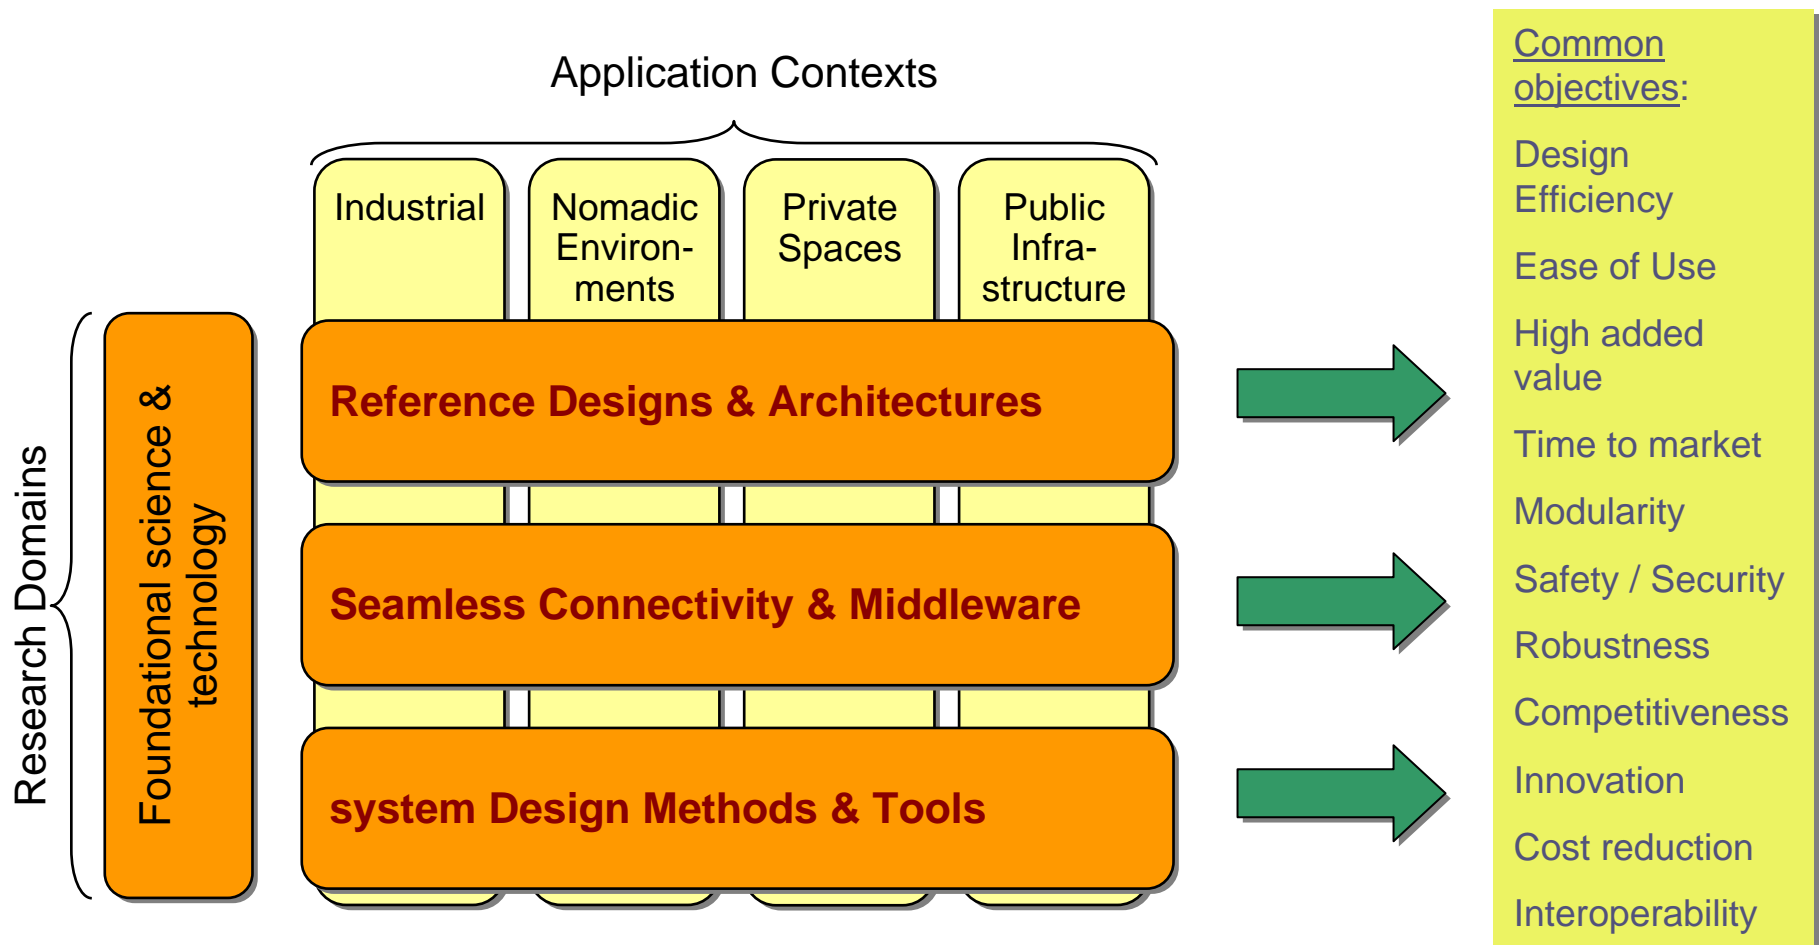 Application Contexts
Industrial
Nomadic
Environ-
ments
Private
Spaces
Public
Infra-
structure
Research Domains
Foundational science &
technology
Reference Designs & Architectures
Seamless Connectivity & Middleware
system Design Methods & Tools
Common
objectives:
Design
Efficiency
Ease of Use
High added
value
Time to market
Modularity
Safety / Security
Robustness
Competitiveness
Innovation
Cost reduction
Interoperability